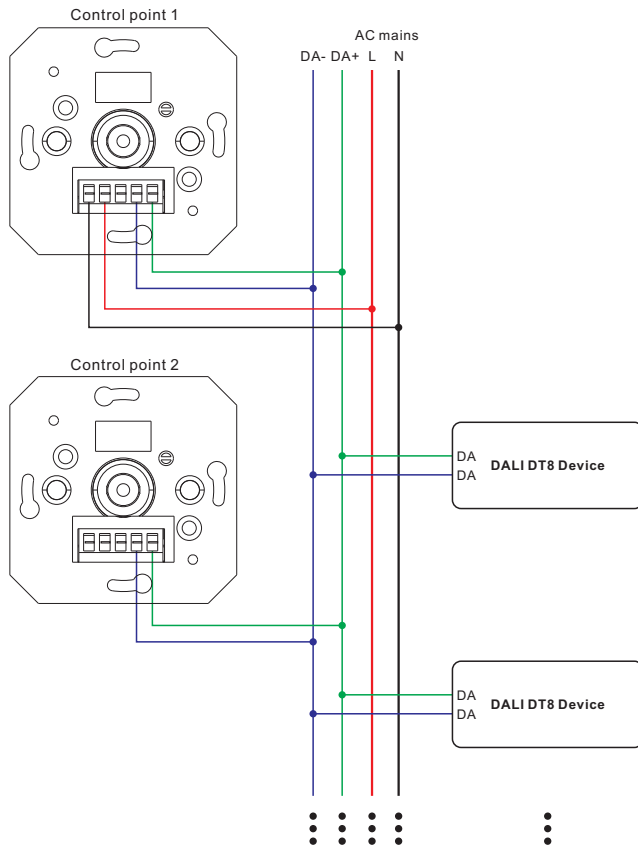 Control point 1
AC mains
DA- DA+ L N
Control point 2
DA
DA
DALI DT8 Device
DA
DA
DALI DT8 Device